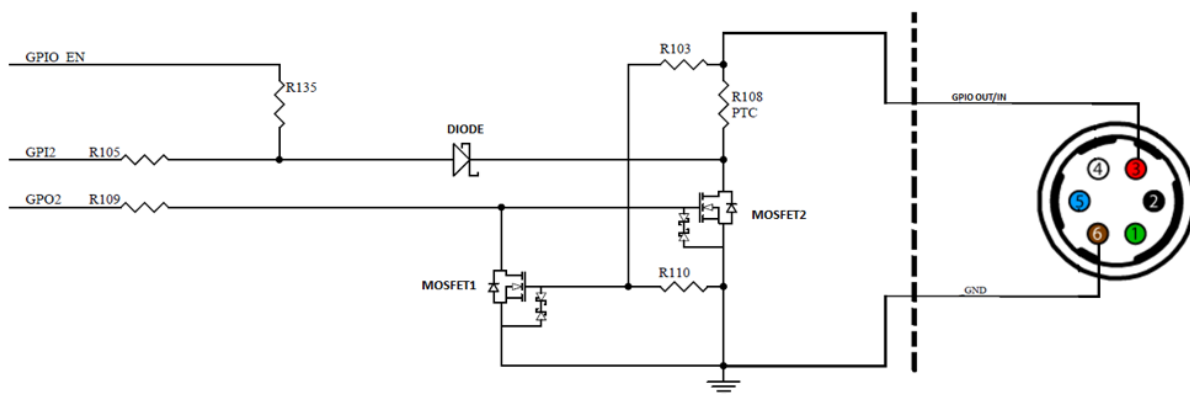 GPIO_EN
R135
R103
R108
PTC
GPIO OUT/IN
DIODE
GPI2
R105
GPO2
R109
MOSFET2
MOSFET1
R110
GND
4
3
5
2
6
1